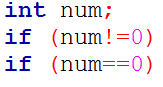 int num;
if (num!=0)
if (num==0)